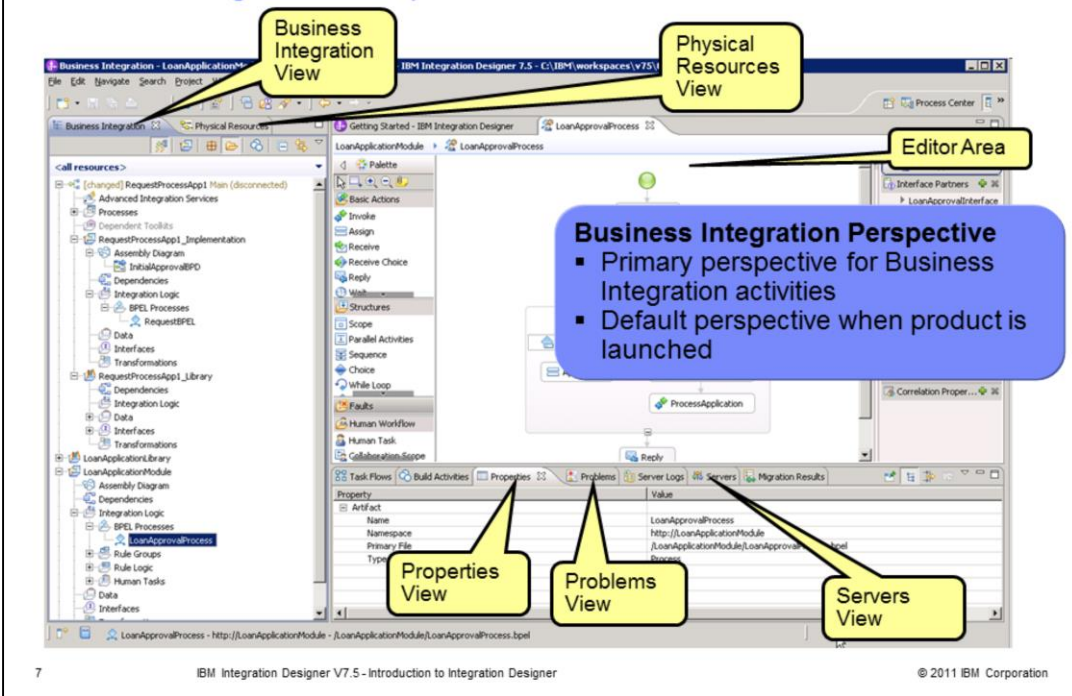 Business
Integration
View
Physical
Resources
View
Business Integration - LoanApplicationMo
- IBM Integration Designer 7.5 - C:\IBM\workspaces\v75\
File Edit Navigate Search Project
Process Center
Business Integration
Physical Resources
Getting Started - IBM Integration Designer
LoanApprovalProcess
LoanApplicationModule
LoanApprovalProcess
Editor Area
<all resources>
Palette
[changed] RequestProcessApp1 Main (disconnected)
Advanced Integration Services
Processes
Dependent Toolkits
RequestProcessApp1_Implementation
Assembly Diagram
InitialApprovalBPD
Dependencies
Integration Logic
BPEL Processes
RequestBPEL
Data
Interfaces
Transformations
RequestProcessApp1_Library
Dependencies
Integration Logic
Data
Interfaces
Transformations
LoanApplicationLibrary
LoanApplicationModule
Assembly Diagram
Dependencies
Integration Logic
BPEL Processes
LoanApprovalProcess
Rule Groups
Rule Logic
Human Tasks
Data
Interfaces
Basic Actions
Invoke
Assign
Receive
Receive Choice
Reply
Wait
Structures
Scope
Parallel Activities
Sequence
Choice
While Loop
Faults
Human Workflow
Human Task
Collaboration Scope
Interface Partners
LoanApprovalInterface
Business Integration Perspective
▪ Primary perspective for Business
Integration activities
▪ Default perspective when product is
launched
Correlation Proper...
ProcessApplication
Reply
Task Flows
Build Activities
Properties
Problems
Server Logs
Servers
Migration Results
Property
Value
Artifact
Name
LoanApprovalProcess
Namespace
http://LoanApplicationModule
Primary File
/LoanApplicationModule/LoanApproval
bpel
Type
Process
Properties
View
Problems
View
Servers
View
LoanApprovalProcess - http://LoanApplicationModule - /LoanApplicationModule/LoanApprovalProcess.bpel
7
IBM Integration Designer V7.5 - Introduction to Integration Designer
© 2011 IBM Corporation